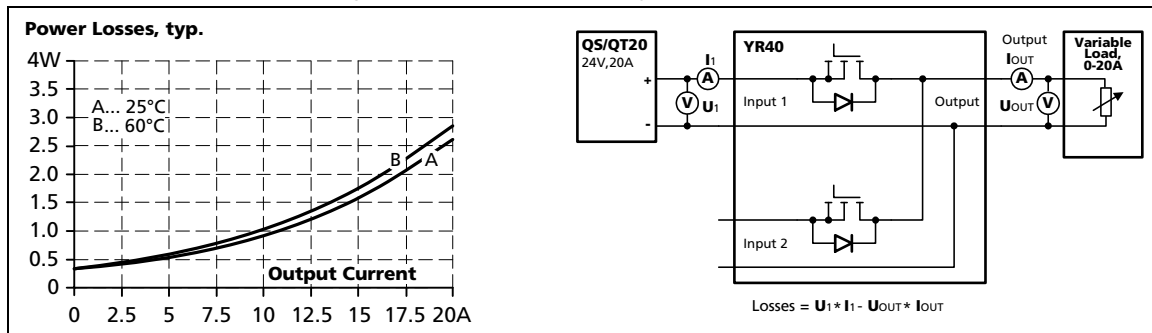 Power Losses, typ.
4W
3.5
3.0
2.5
2.0
1.5
1.0
0.5
0
A... 25°C
B... 60°C
B
A
Output Current
0 2.5 5 7.5 10 12.5 15 17.5 20A
QS/QT20
24V,20A
+
-
I1
A
V U1
YR40
Input 1
Output
Input 2
Output
IOUT
A
UOUT V
Variable
Load,
0-20A
Losses = U1* I1 - UOUT* IOUT